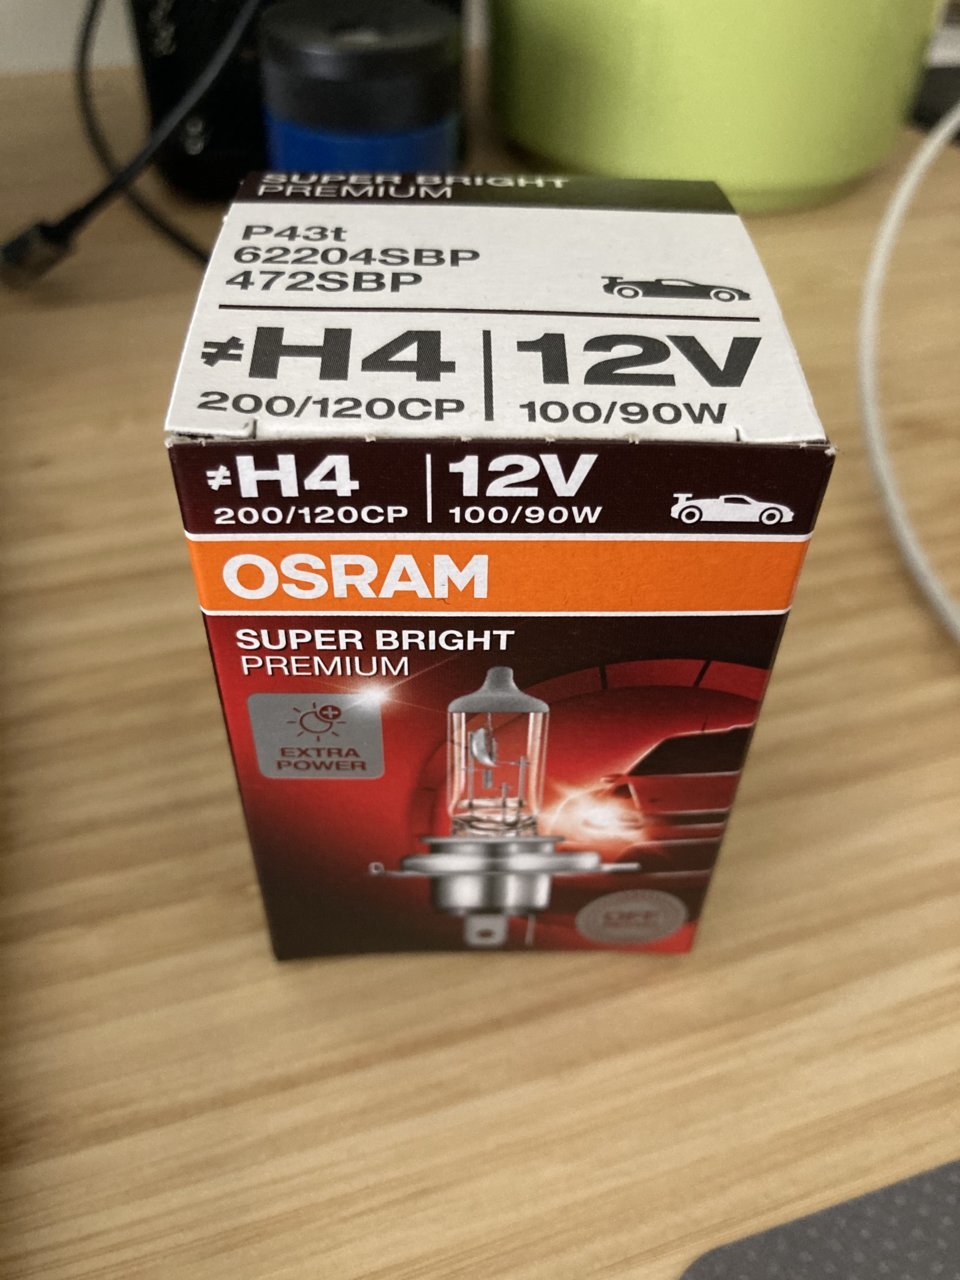 SUPER BRIGHT
PREMIUM
P43t
62204SBP
472SBP
≠H4 | 12V
200/120CP 100/90W
≠H4 | 12V
200/120CP 100/90W
OSRAM
SUPER BRIGHT
PREMIUM
EXTRA
POWER
OFF